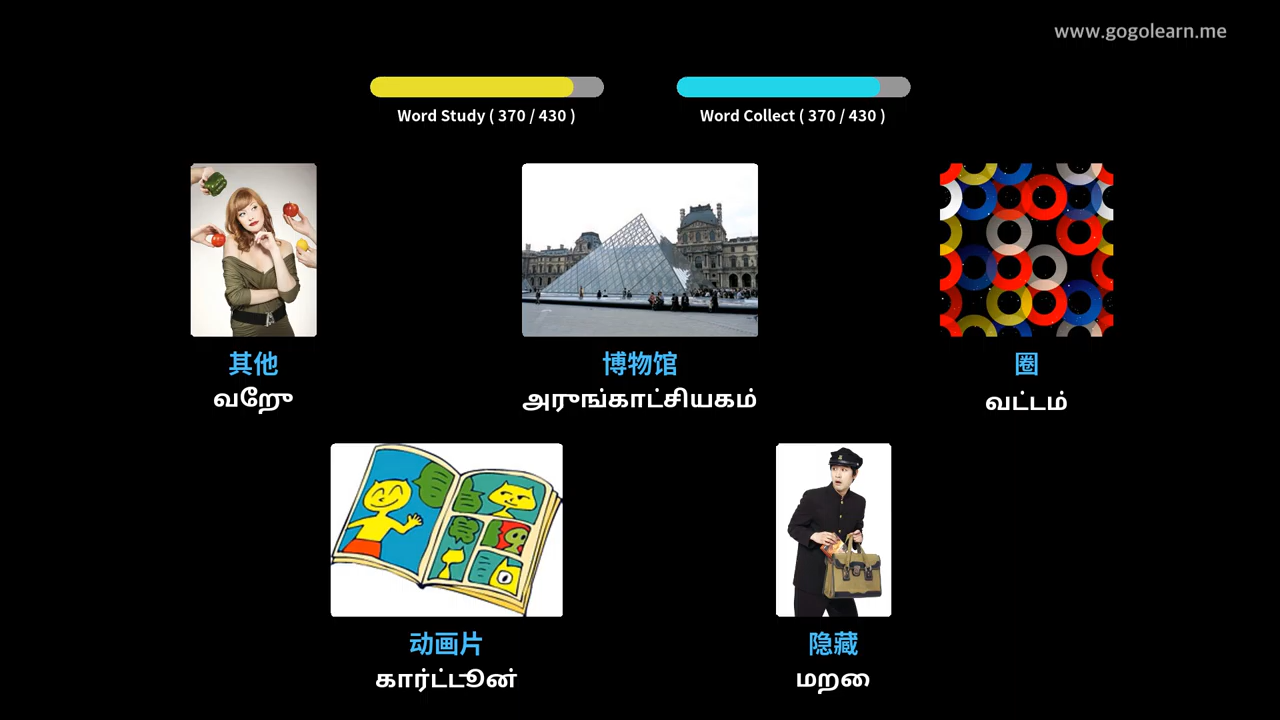 www.gogolearn.me
Word Study ( 370 / 430 )
Word Collect ( 370 / 430 )
其他
வேறு
博物馆
அருங்காட்சியகம்
圈
வட்டம்
动画片
கார்ட்டூன்
隐藏
மறை